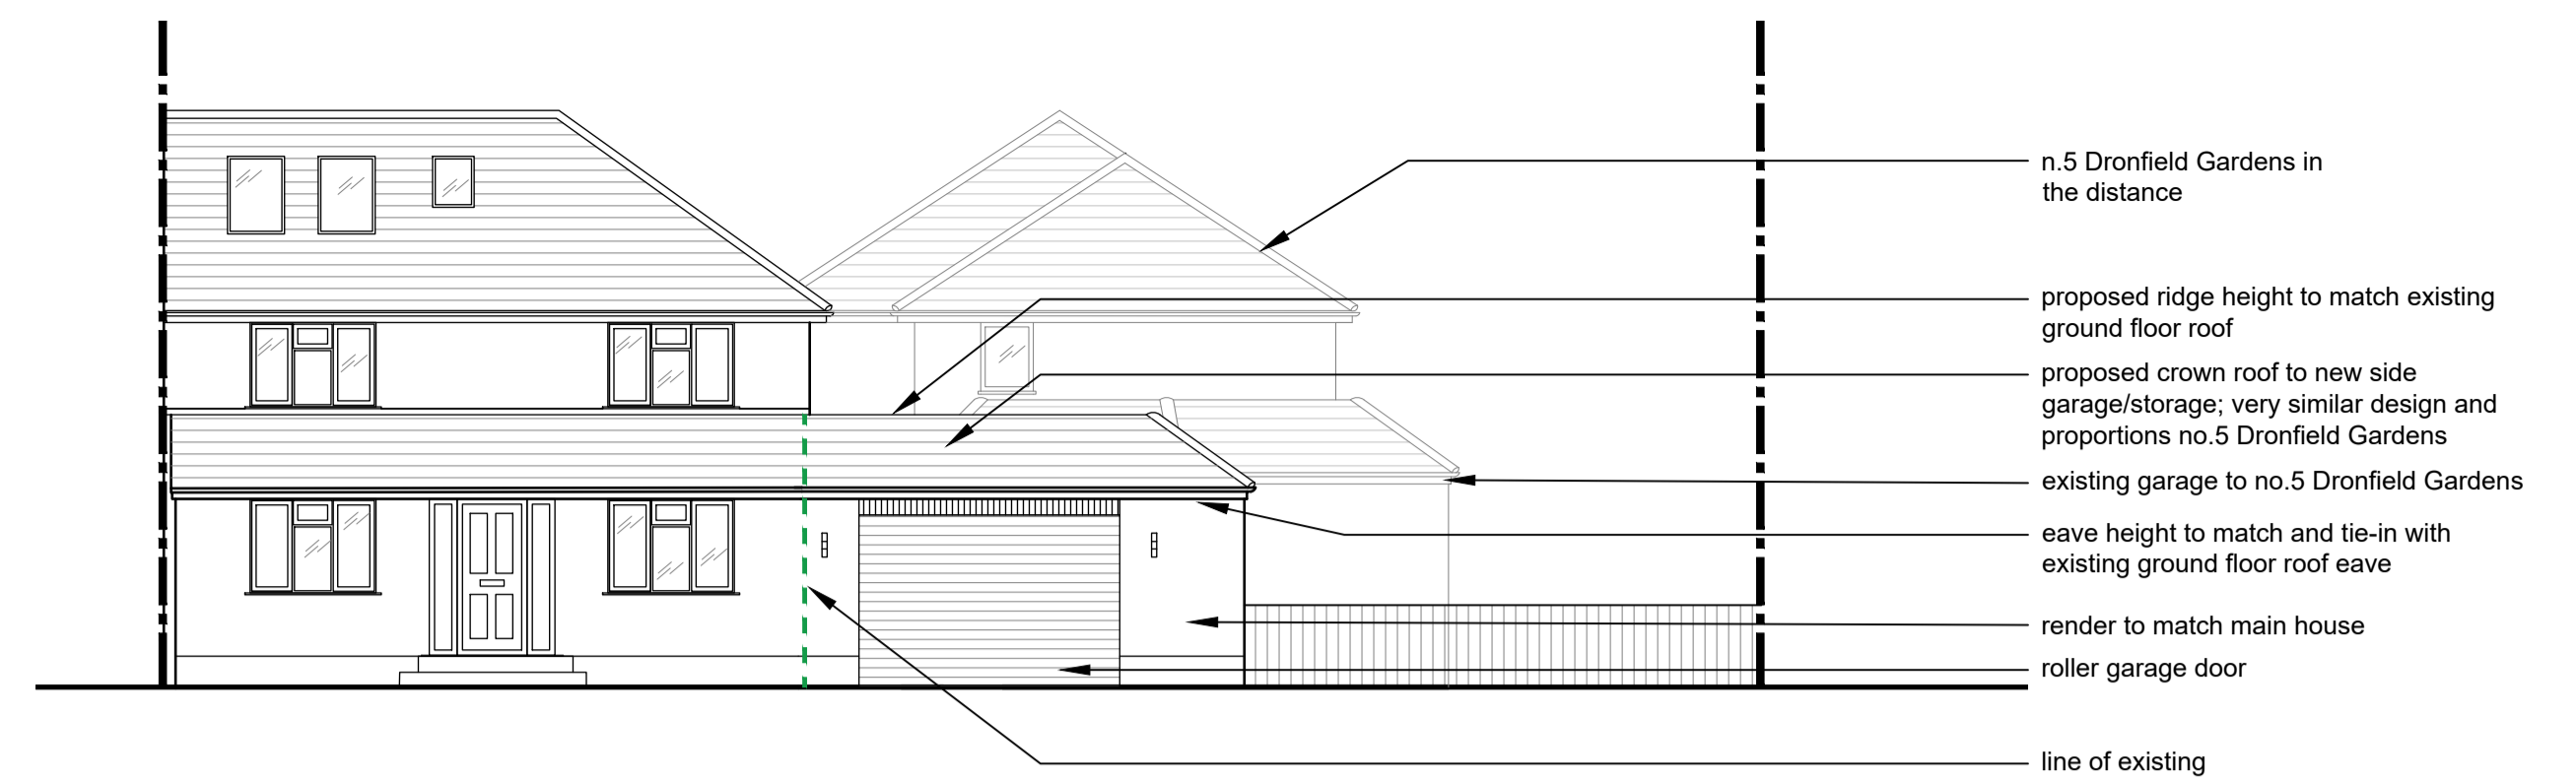 n.5 Dronfield Gardens in
the distance
proposed ridge height to match existing
ground floor roof
proposed crown roof to new side
garage/storage; very similar design and
proportions no.5 Dronfield Gardens
existing garage to no.5 Dronfield Gardens
eave height to match and tie-in with
existing ground floor roof eave
render to match main house
roller garage door
line of existing